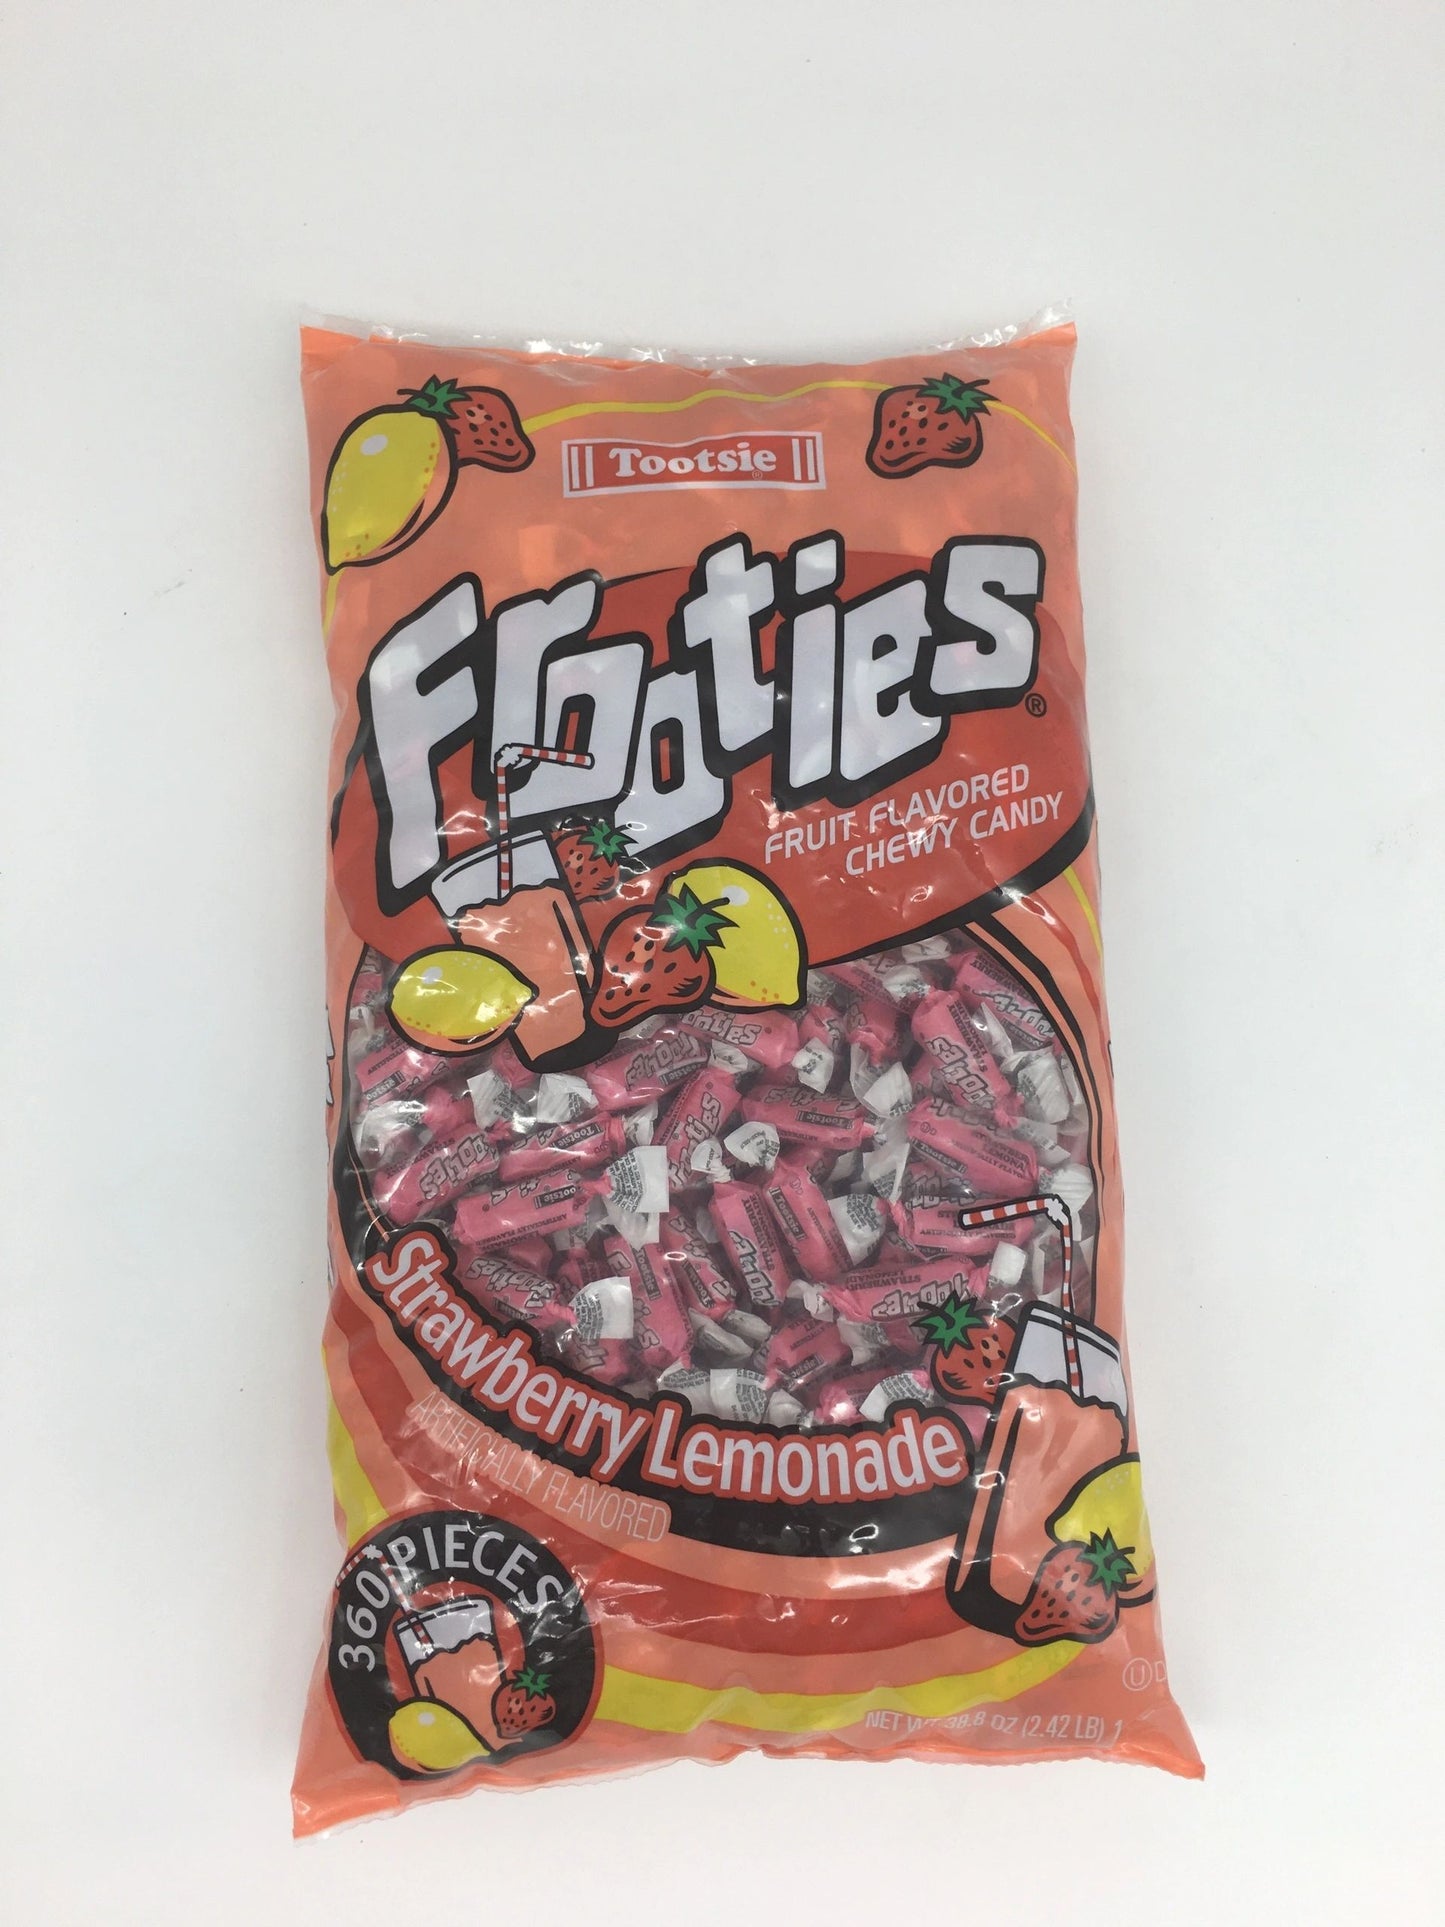 Tootsie
Frooties®
FRUIT FLAVORED
CHEWY CANDY
Strawberry Lemonade
ARTIFICIALLY FLAVORED
360 PIECES
Ⓤ D
NET WT 38.8 OZ (2.42 LB) 1